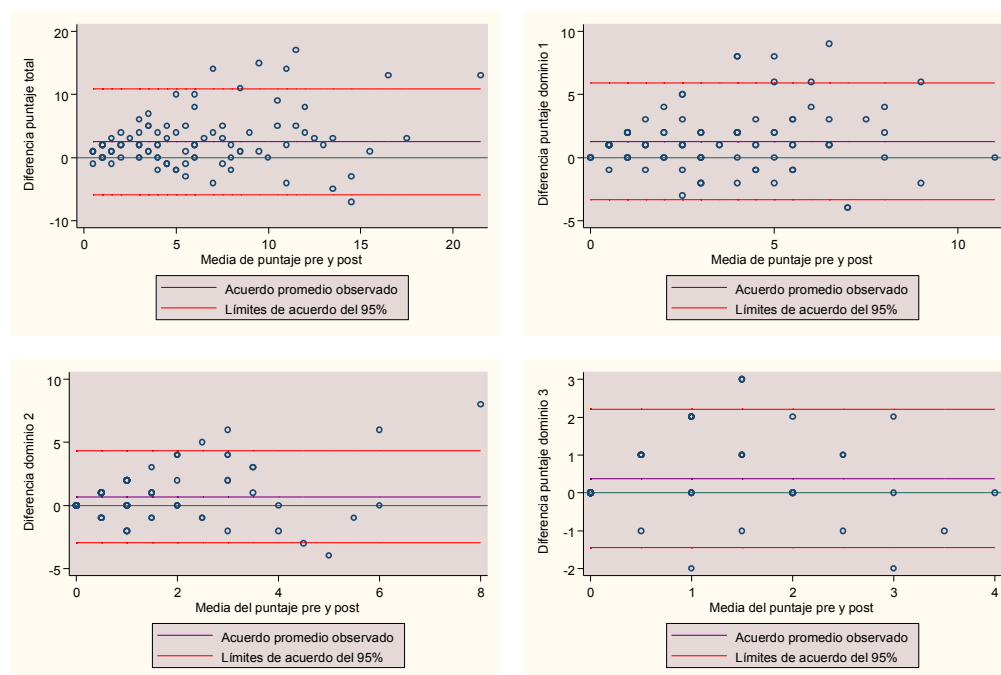 Diferencia puntaje total
20
10
0
-10
0
5
10
15
20
Media de puntaje pre y post
Acuerdo promedio observado
Límites de acuerdo del 95%
Diferencia puntaje dominio 1
10
5
0
-5
0
5
10
Media de puntaje pre y post
Acuerdo promedio observado
Límites de acuerdo del 95%
Diferencia dominio 2
10
5
0
-5
0
2
4
6
8
Media del puntaje pre y post
Acuerdo promedio observado
Límites de acuerdo del 95%
Diferencia puntaje dominio 3
3
2
1
0
-1
-2
0
1
2
3
4
Media del puntaje pre y post
Acuerdo promedio observado
Límites de acuerdo del 95%